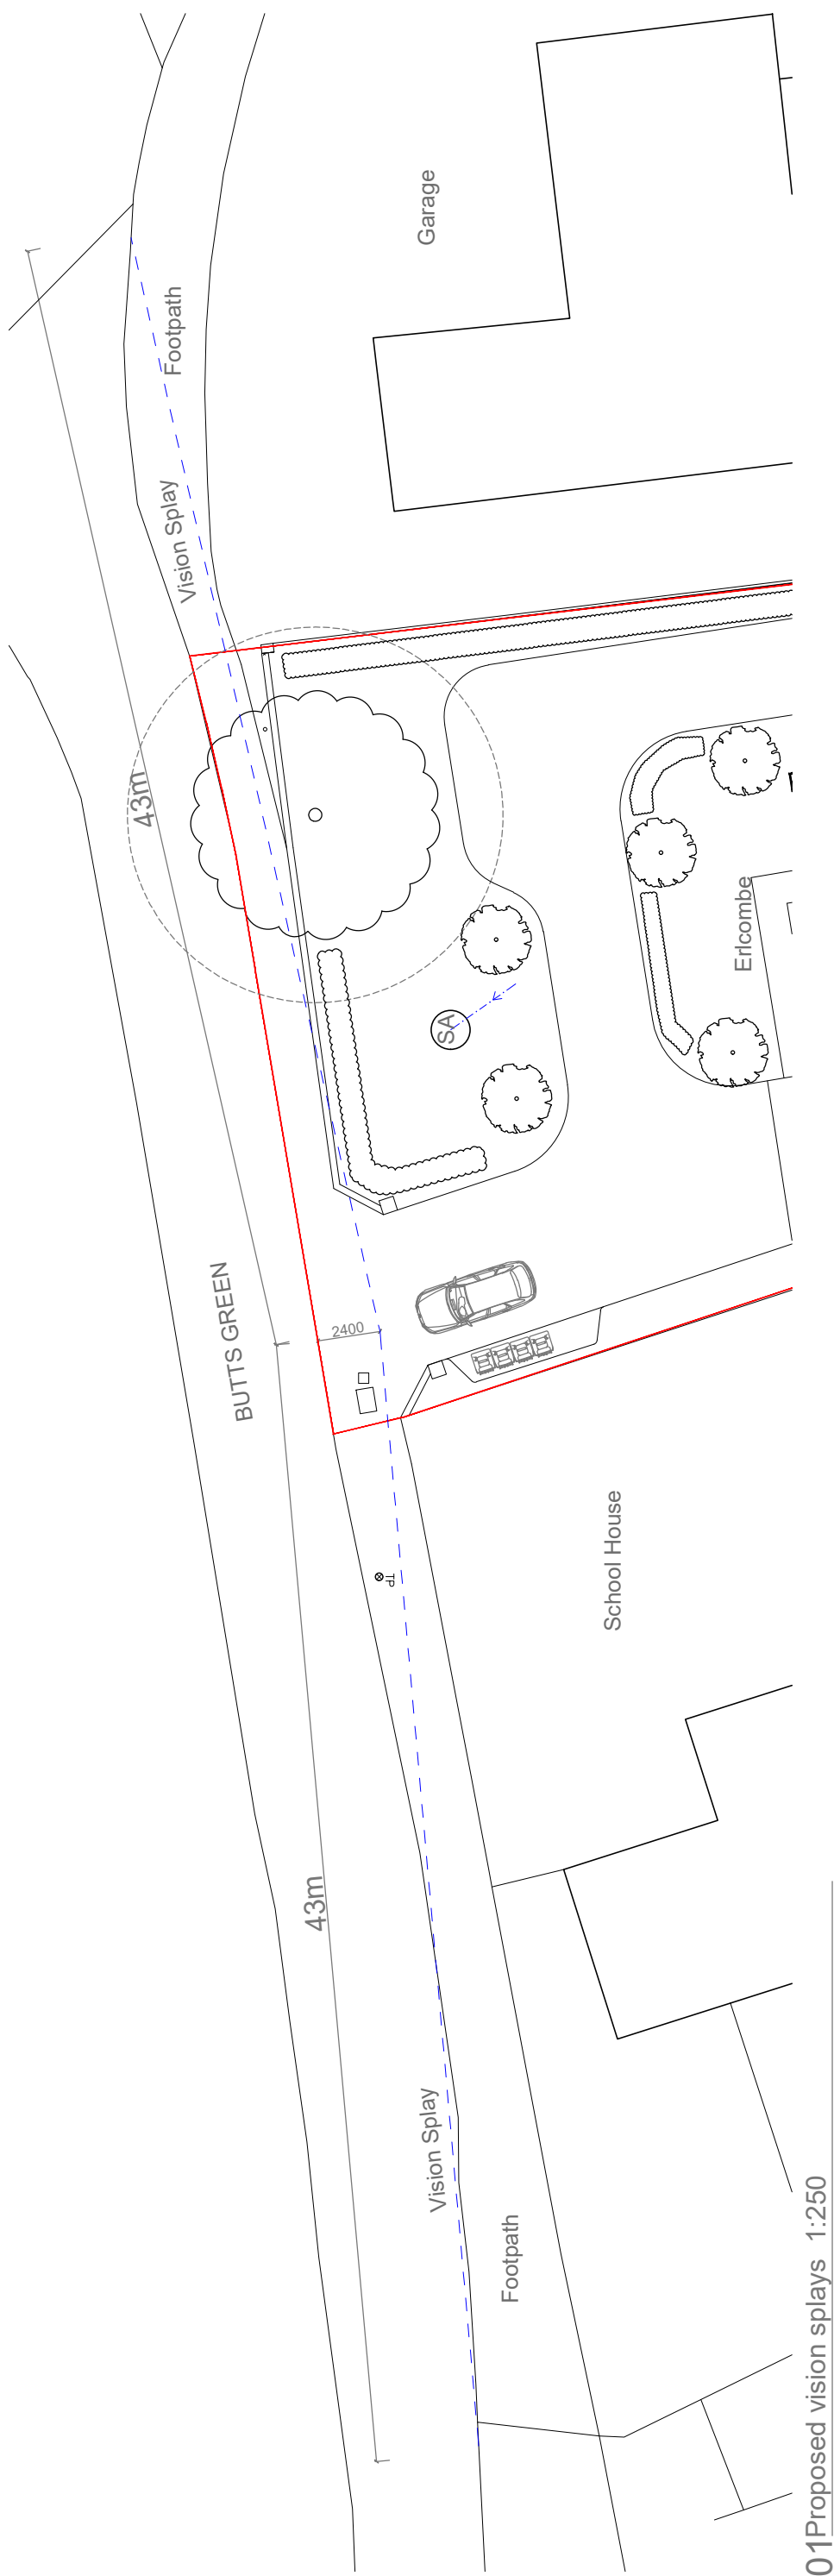 Garage
Footpath
Vision Splay
43m
Erlcombe
SA
BUTTS GREEN
2400
TP
School House
43m
Vision Splay
Footpath
01 Proposed vision splays 1:250